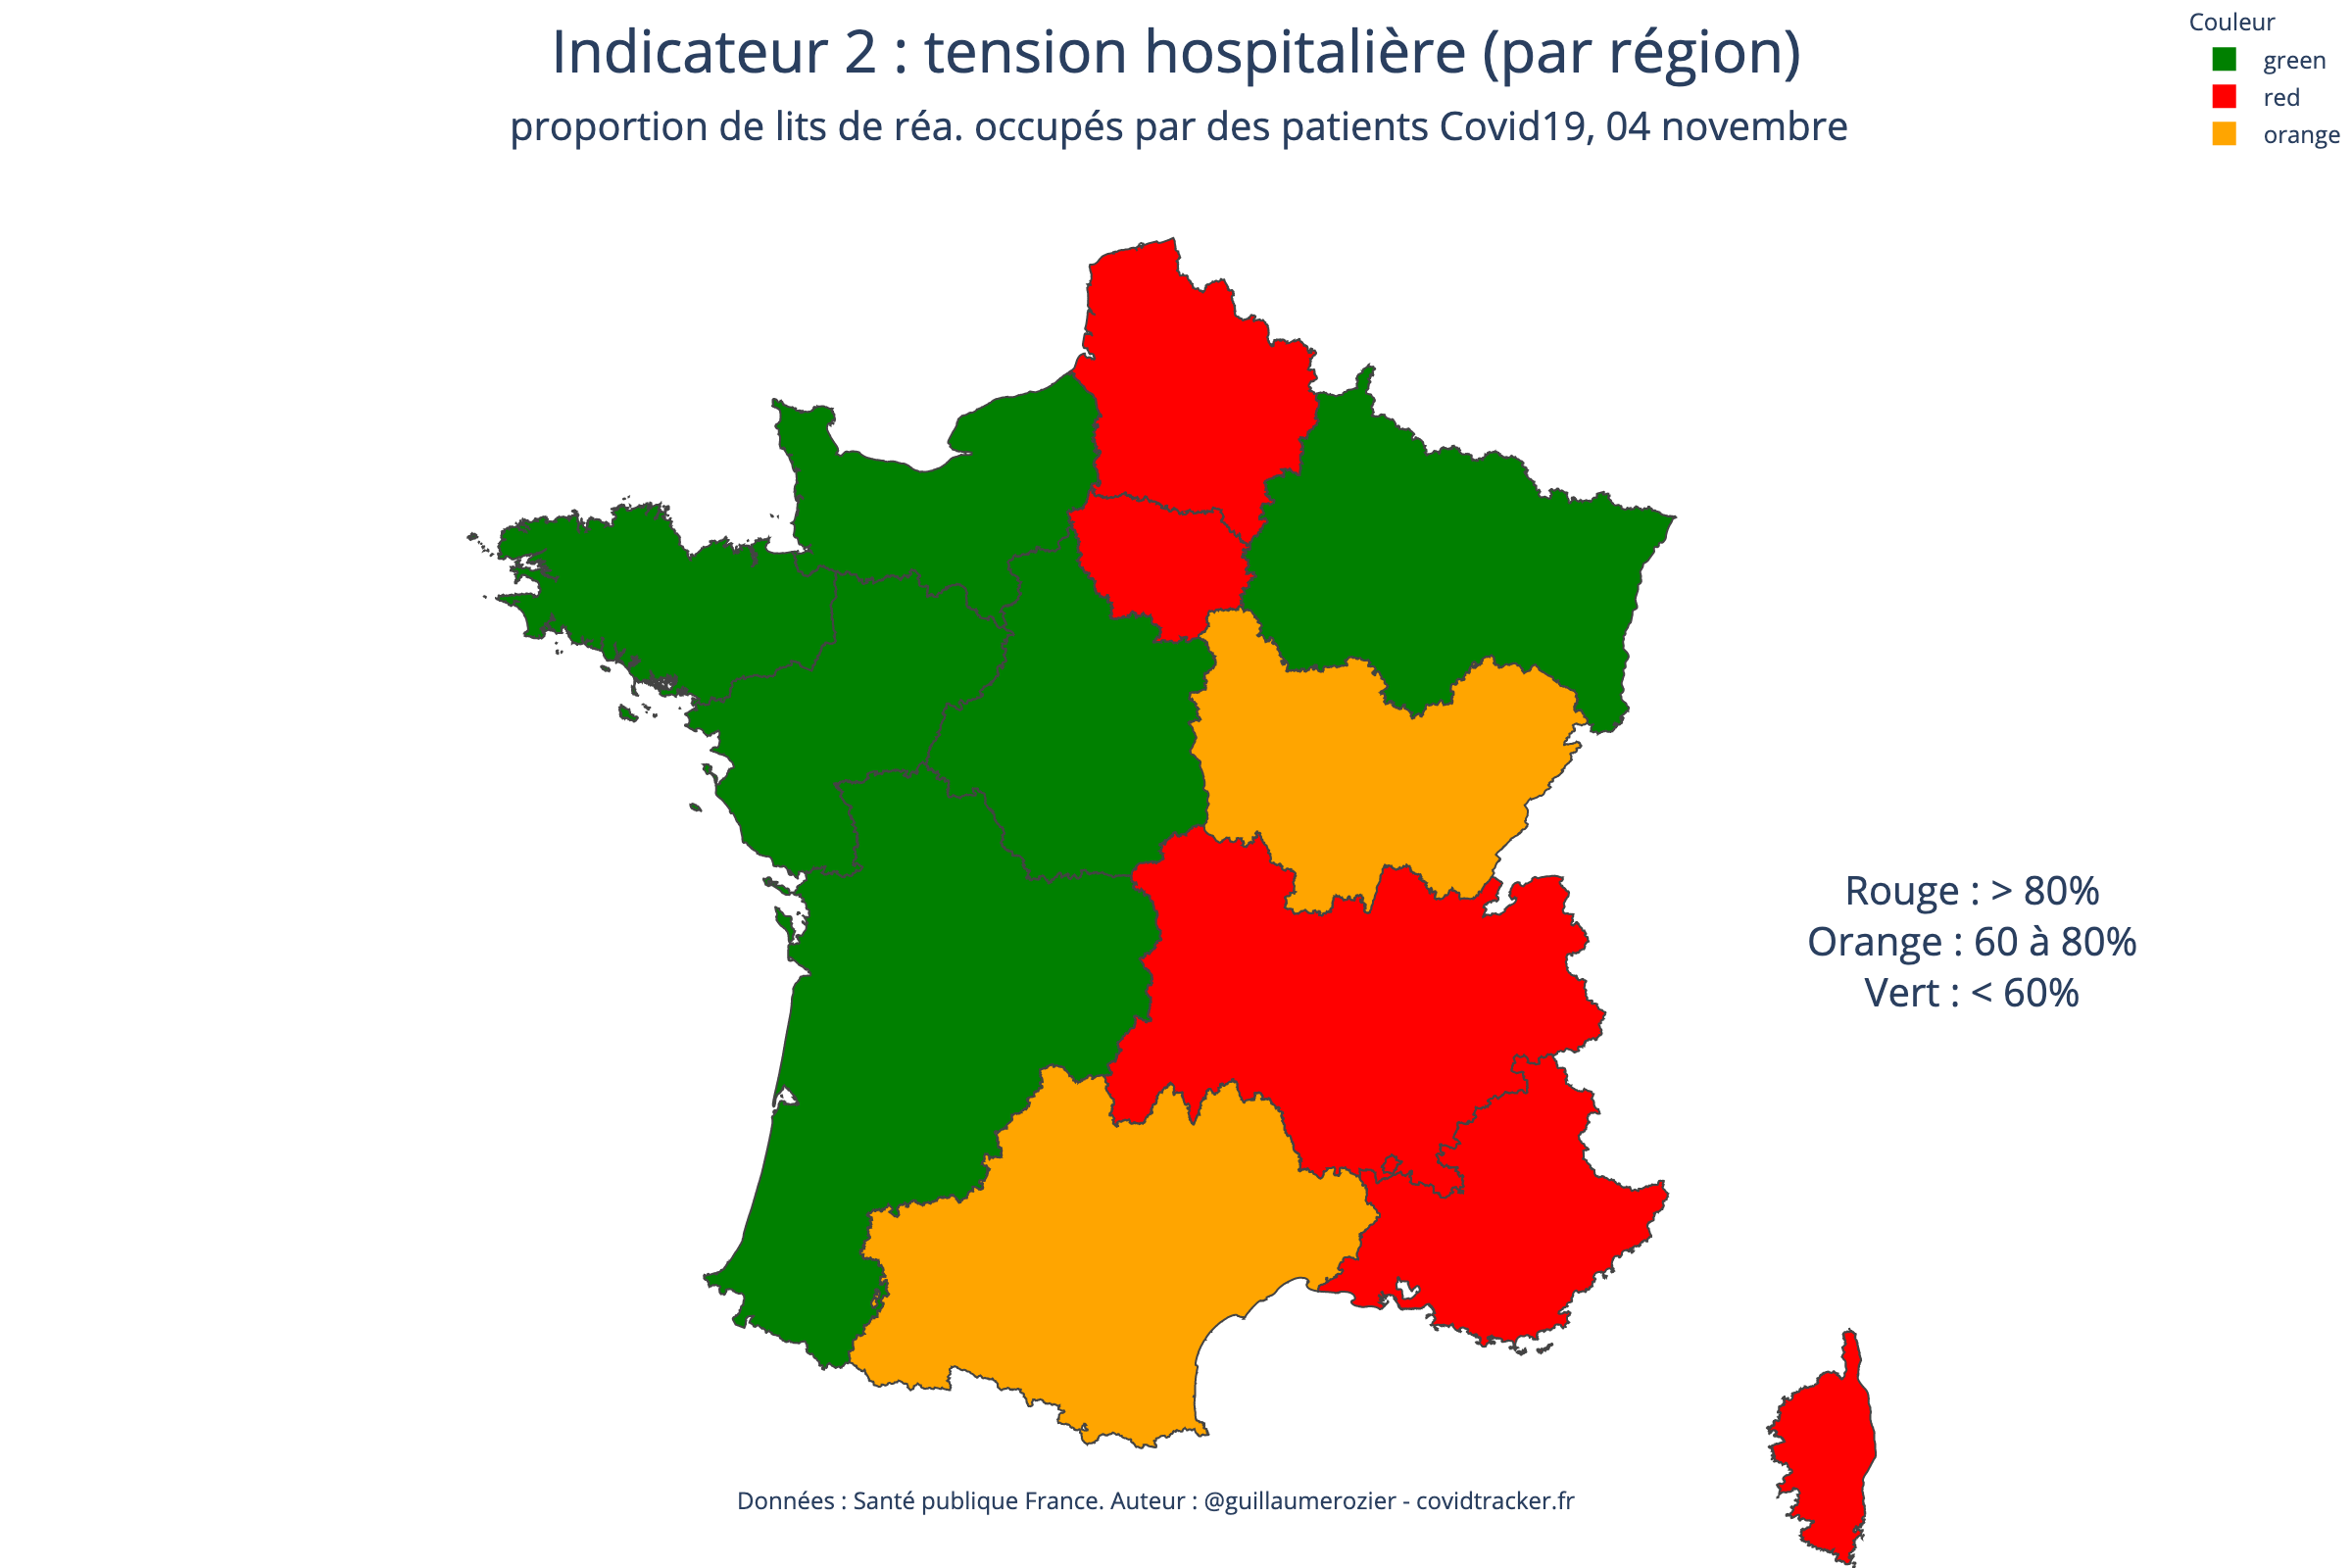 Indicateur 2 : tension hospitalière (par région)
proportion de lits de réa. occupés par des patients Covid19, 04 novembre
Couleur
green
red
orange
Rouge : > 80%
Orange : 60 à 80%
Vert : < 60%
Données : Santé publique France. Auteur : @guillaumerozier - covidtracker.fr